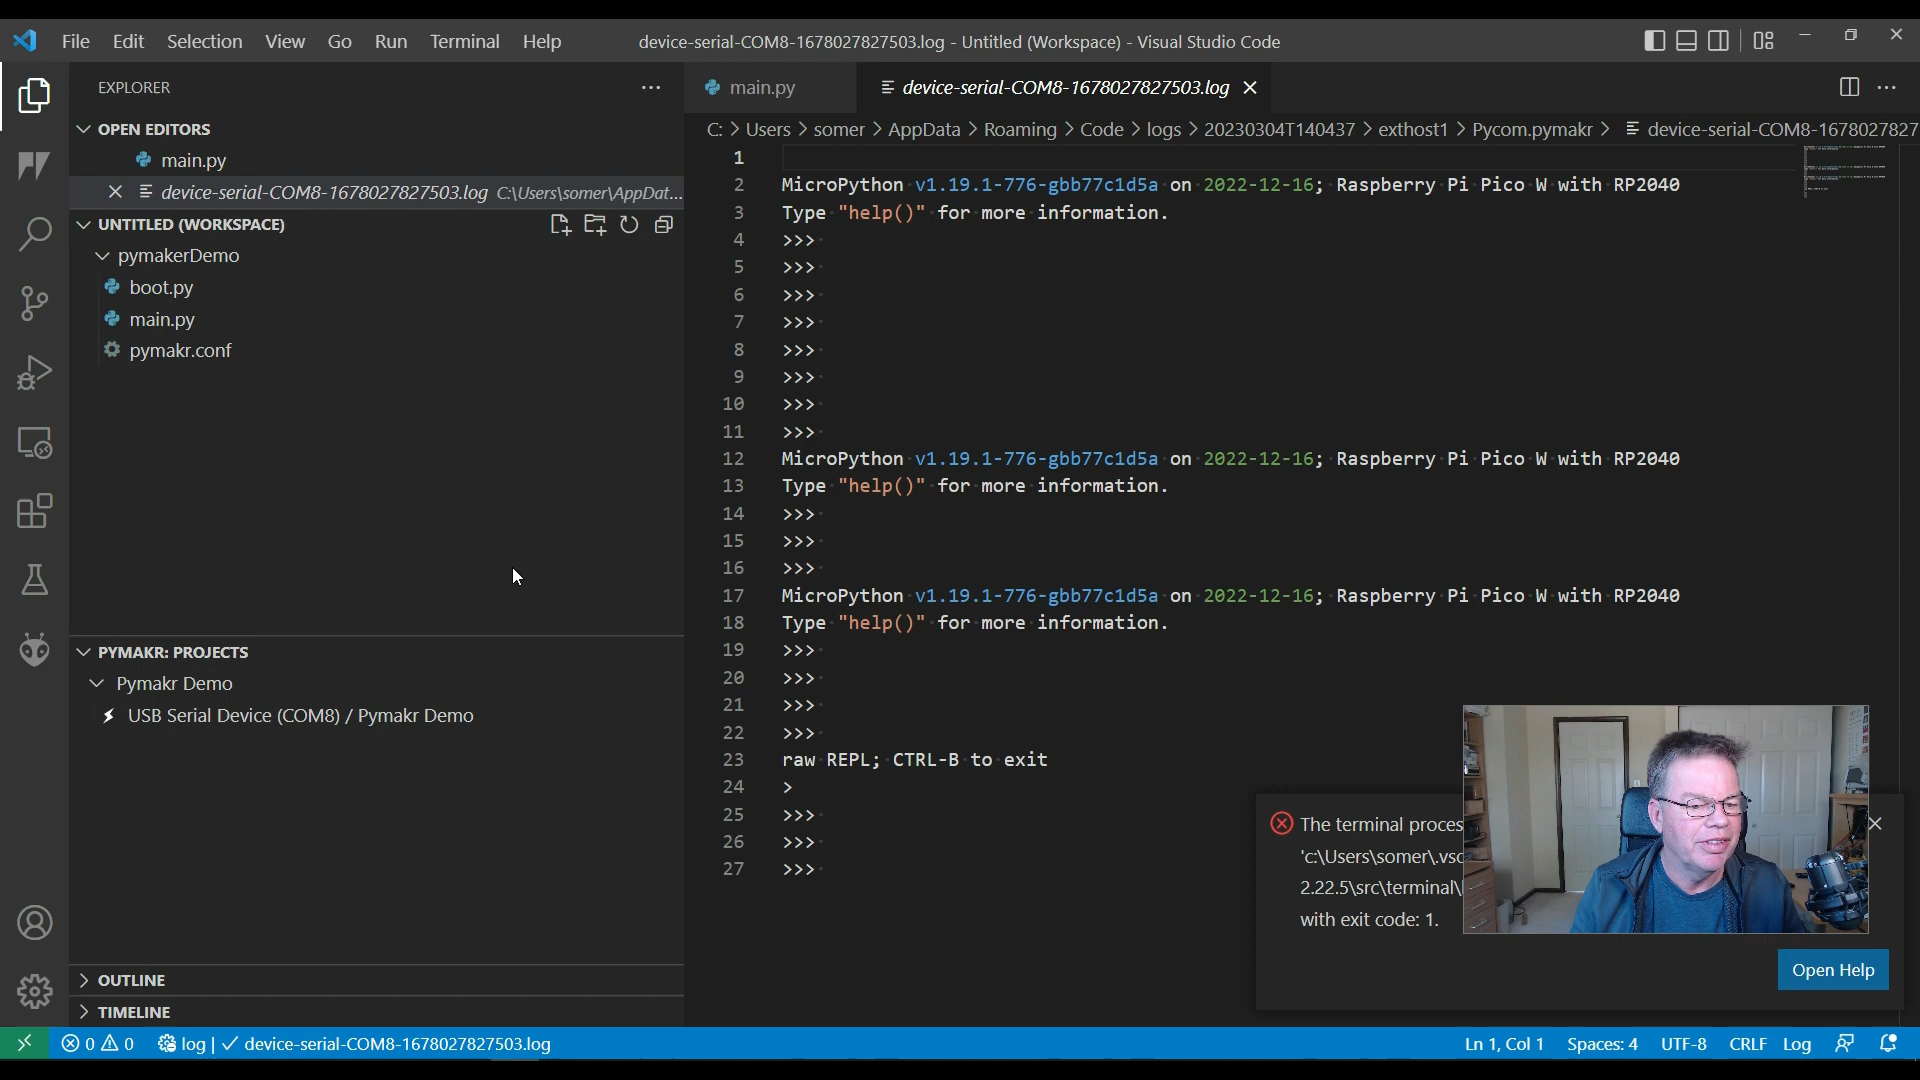 File Edit Selection View Go Run Terminal Help
device-serial-COM8-1678027827503.log - Untitled (Workspace) - Visual Studio Code
EXPLORER
OPEN EDITORS
main.py
device-serial-COM8-1678027827503.log C:\Users\somer\AppDat...
UNTITLED (WORKSPACE)
pymakerDemo
boot.py
main.py
pymakr.conf
PYMAKR: PROJECTS
Pymakr Demo
USB Serial Device (COM8) / Pymakr Demo
OUTLINE
TIMELINE
main.py
device-serial-COM8-1678027827503.log
C: > Users > somer > AppData > Roaming > Code > logs > 20230304T140437 > exthost1 > Pycom.pymakr > device-serial-COM8-167802782
1
2 MicroPython v1.19.1-776-gbb77c1d5a on 2022-12-16; Raspberry Pi Pico W with RP2040
3 Type "help()" for more information.
4 >>>
5 >>>
6 >>>
7 >>>
8 >>>
9 >>>
10 >>>
11 >>>
12 MicroPython v1.19.1-776-gbb77c1d5a on 2022-12-16; Raspberry Pi Pico W with RP2040
13 Type "help()" for more information.
14 >>>
15 >>>
16 >>>
17 MicroPython v1.19.1-776-gbb77c1d5a on 2022-12-16; Raspberry Pi Pico W with RP2040
18 Type "help()" for more information.
19 >>>
20 >>>
21 >>>
22 >>>
23 raw REPL; CTRL-B to exit
24 >
25 >>>
26 >>>
27 >>>
The terminal proces
'c:\Users\somer\.vsc
2.22.5\src\terminal\
with exit code: 1.
Open Help
0 0 log | ✓ device-serial-COM8-1678027827503.log
Ln 1, Col 1 Spaces: 4 UTF-8 CRLF Log